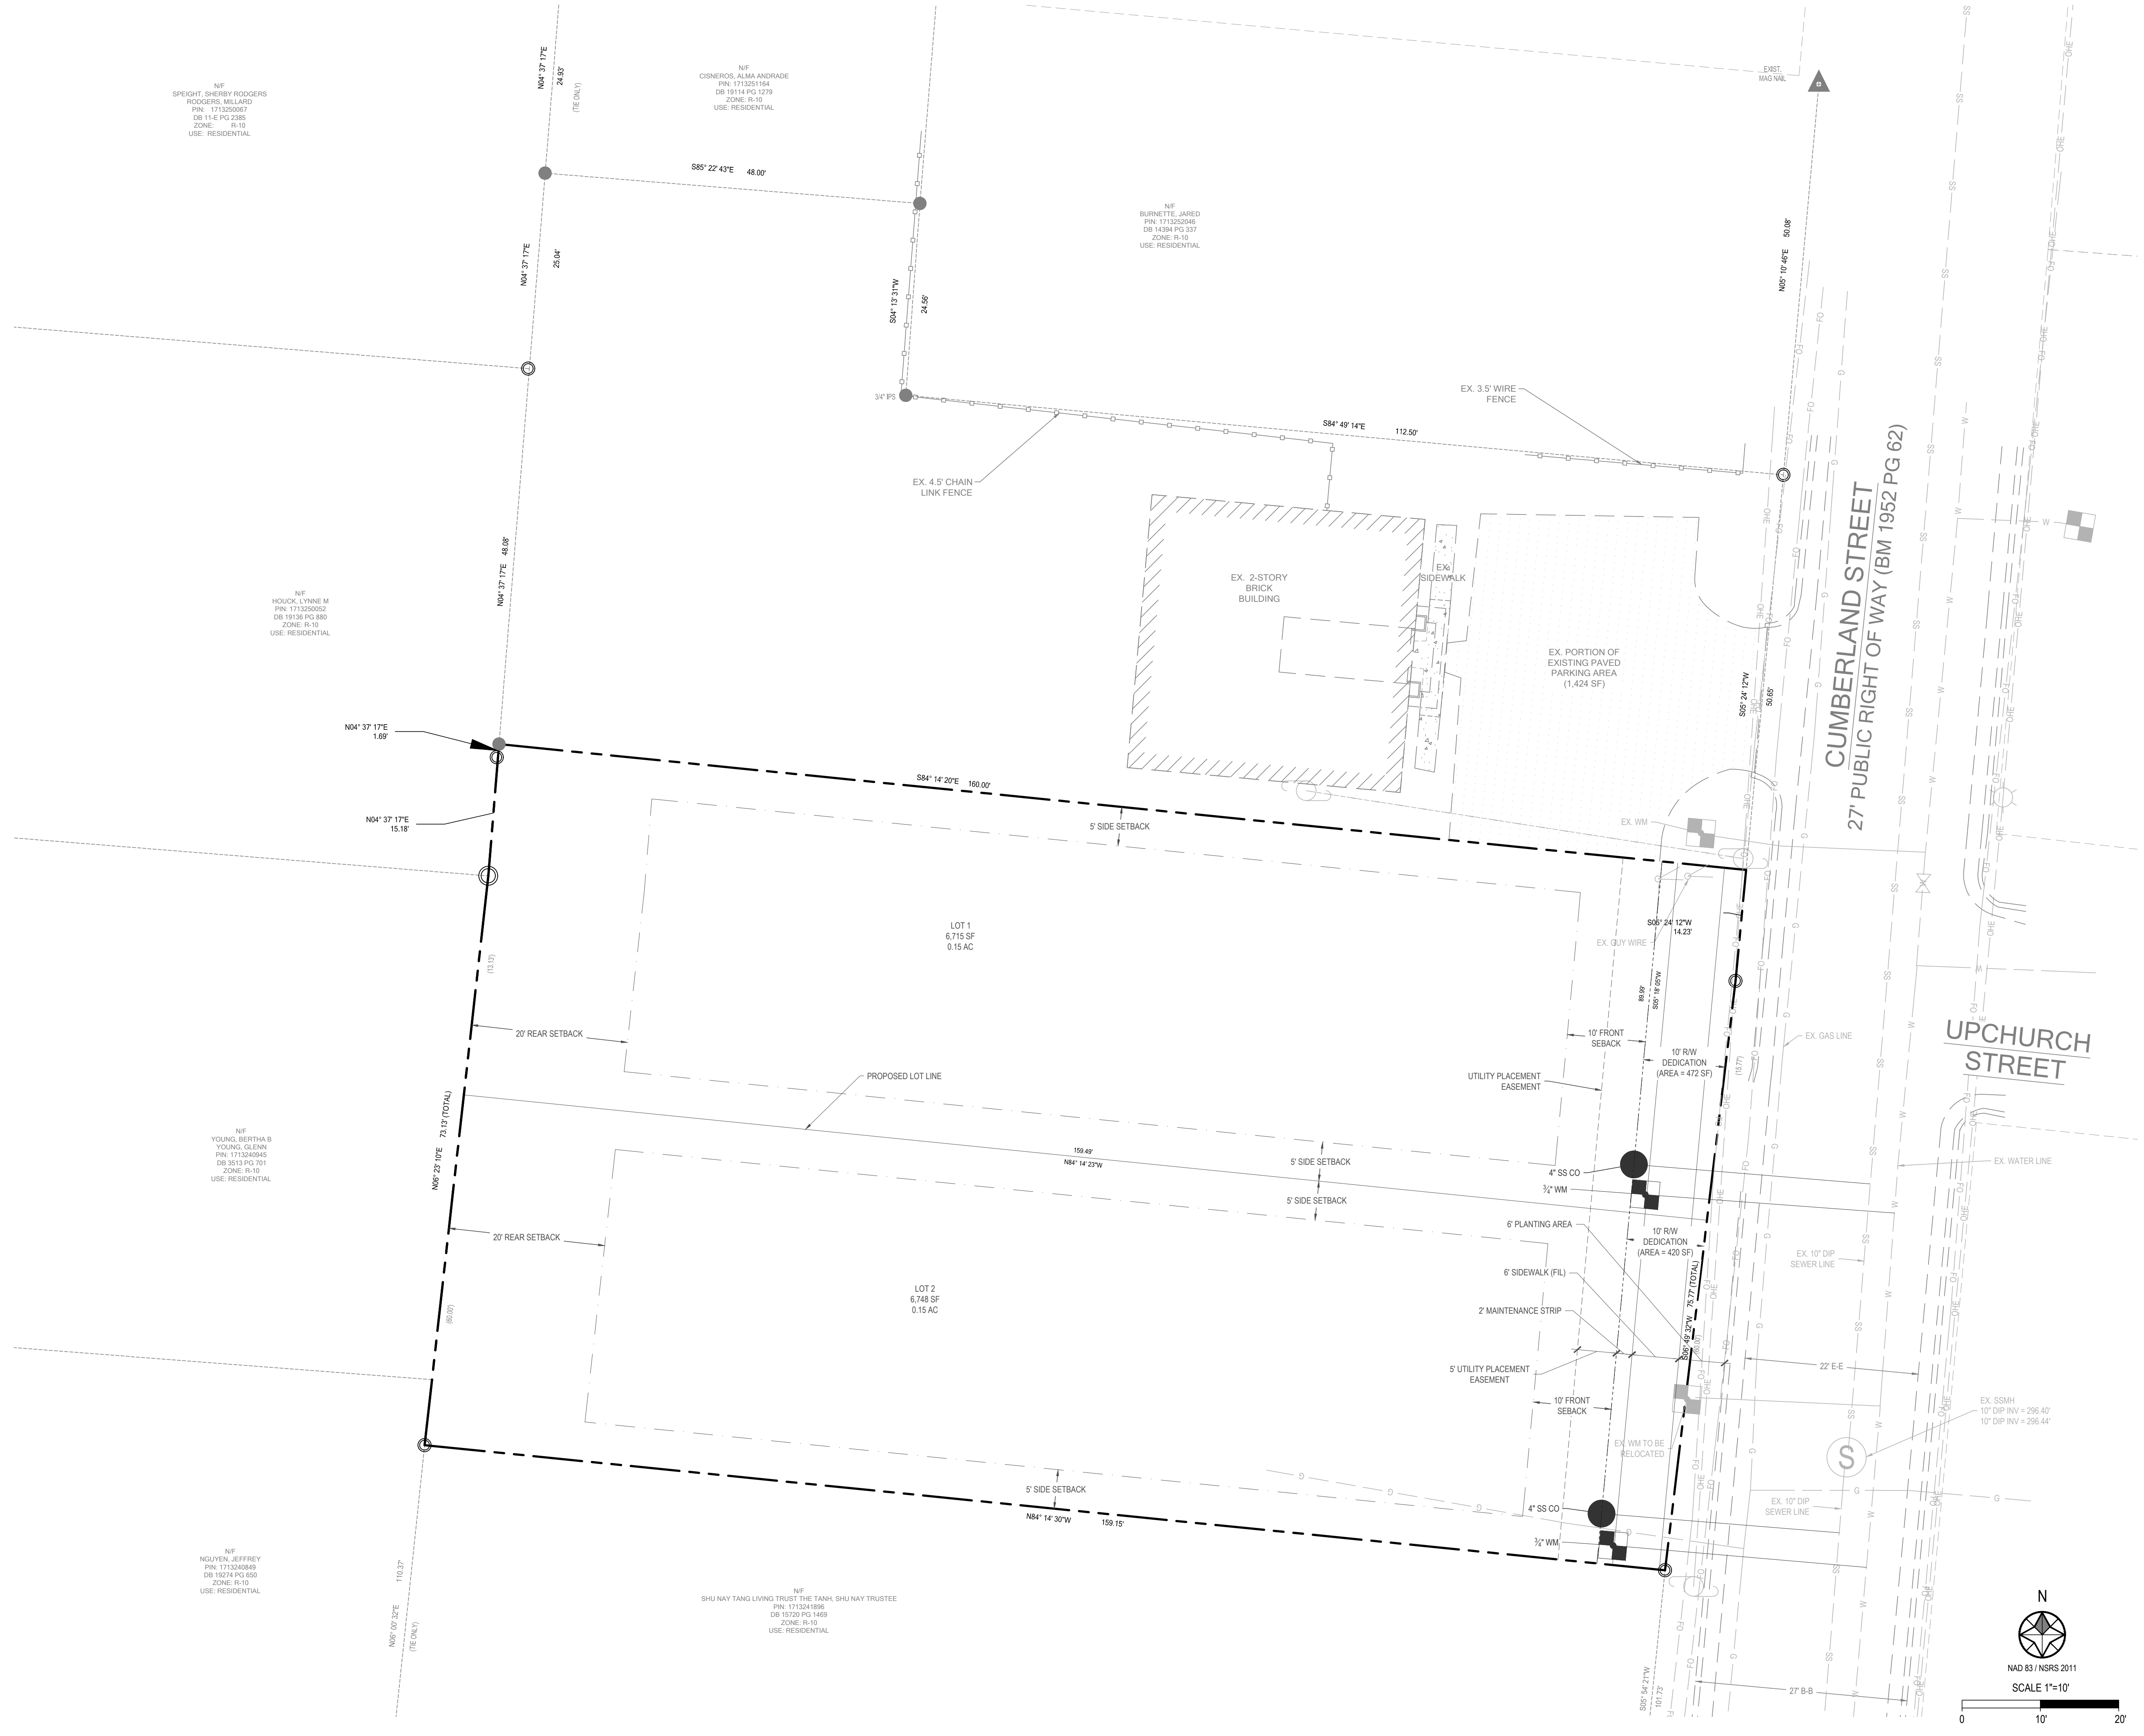 N/F
SPEIGHT, SHERBY RODGERS
RODGERS, MILLARD
PIN: 1713250067
DB 11-E PG 2385
ZONE: R-10
USE: RESIDENTIAL
N04° 37' 17"E
24.93'
(TIE ONLY)
N/F
CISNEROS, ALMA ANDRADE
PIN: 1713251164
DB 19114 PG 1279
ZONE: R-10
USE: RESIDENTIAL
EXIST.
MAG NAIL
S85° 22' 43"E 48.00'
N/F
BURNETTE, JARED
PIN: 1713252046
DB 14394 PG 337
ZONE: R-10
USE: RESIDENTIAL
N04° 37' 17"E
25.04'
S04° 13' 31"W
24.56'
N05° 10' 46"E 50.08'
3/4" IPS
EX. 3.5' WIRE
FENCE
S84° 49' 14"E 112.50'
EX. 4.5' CHAIN
LINK FENCE
N04° 37' 17"E 48.08'
N/F
HOUCK, LYNNE M
PIN: 1713250052
DB 19136 PG 880
ZONE: R-10
USE: RESIDENTIAL
EX. 2-STORY
BRICK
BUILDING
EX.
SIDEWALK
EX. PORTION OF
EXISTING PAVED
PARKING AREA
(1,424 SF)
S05° 24' 12"W
50.65'
CUMBERLAND STREET
27' PUBLIC RIGHT OF WAY (BM 1952 PG 62)
N04° 37' 17"E
1.69'
S84° 14' 20"E 160.00'
N04° 37' 17"E
15.18'
5' SIDE SETBACK
EX. WM
LOT 1
6,715 SF
0.15 AC
S05° 24' 12"W
14.23'
EX. GUY WIRE
(13.13')
89.99'
S05° 18' 05"W
20' REAR SETBACK
10' FRONT
SEBACK
10' R/W
DEDICATION
(AREA = 472 SF)
(15.77')
EX. GAS LINE
UPCHURCH
STREET
PROPOSED LOT LINE
UTILITY PLACEMENT
EASEMENT
N06° 23' 10"E 73.13' (TOTAL)
N/F
YOUNG, BERTHA B
YOUNG, GLENN
PIN: 1713240945
DB 3513 PG 701
ZONE: R-10
USE: RESIDENTIAL
159.49'
N84° 14' 23"W
5' SIDE SETBACK
5' SIDE SETBACK
4" SS CO
¾" WM
EX. WATER LINE
6' PLANTING AREA
20' REAR SETBACK
10' R/W
DEDICATION
(AREA = 420 SF)
EX. 10" DIP
SEWER LINE
6' SIDEWALK (FIL)
LOT 2
6,748 SF
0.15 AC
(60.00')
2' MAINTENANCE STRIP
S06° 49' 32"W 75.77' (TOTAL)
(60.00')
5' UTILITY PLACEMENT
EASEMENT
22' E-E
10' FRONT
SEBACK
EX. WM TO BE
RELOCATED
EX. SSMH
10" DIP INV = 296.40'
10" DIP INV = 296.44'
S
5' SIDE SETBACK
N84° 14' 30"W 159.15'
4" SS CO
¾" WM
EX. 10" DIP
SEWER LINE
N/F
NGUYEN, JEFFREY
PIN: 1713240849
DB 19274 PG 650
ZONE: R-10
USE: RESIDENTIAL
N06° 00' 32"E 110.37'
(TIE ONLY)
N/F
SHU NAY TANG LIVING TRUST THE TANH, SHU NAY TRUSTEE
PIN: 1713241896
DB 15720 PG 1469
ZONE: R-10
USE: RESIDENTIAL
S05° 54' 21"W
101.73'
27' B-B
N
NAD 83 / NSRS 2011
SCALE 1"=10'
0 10' 20'